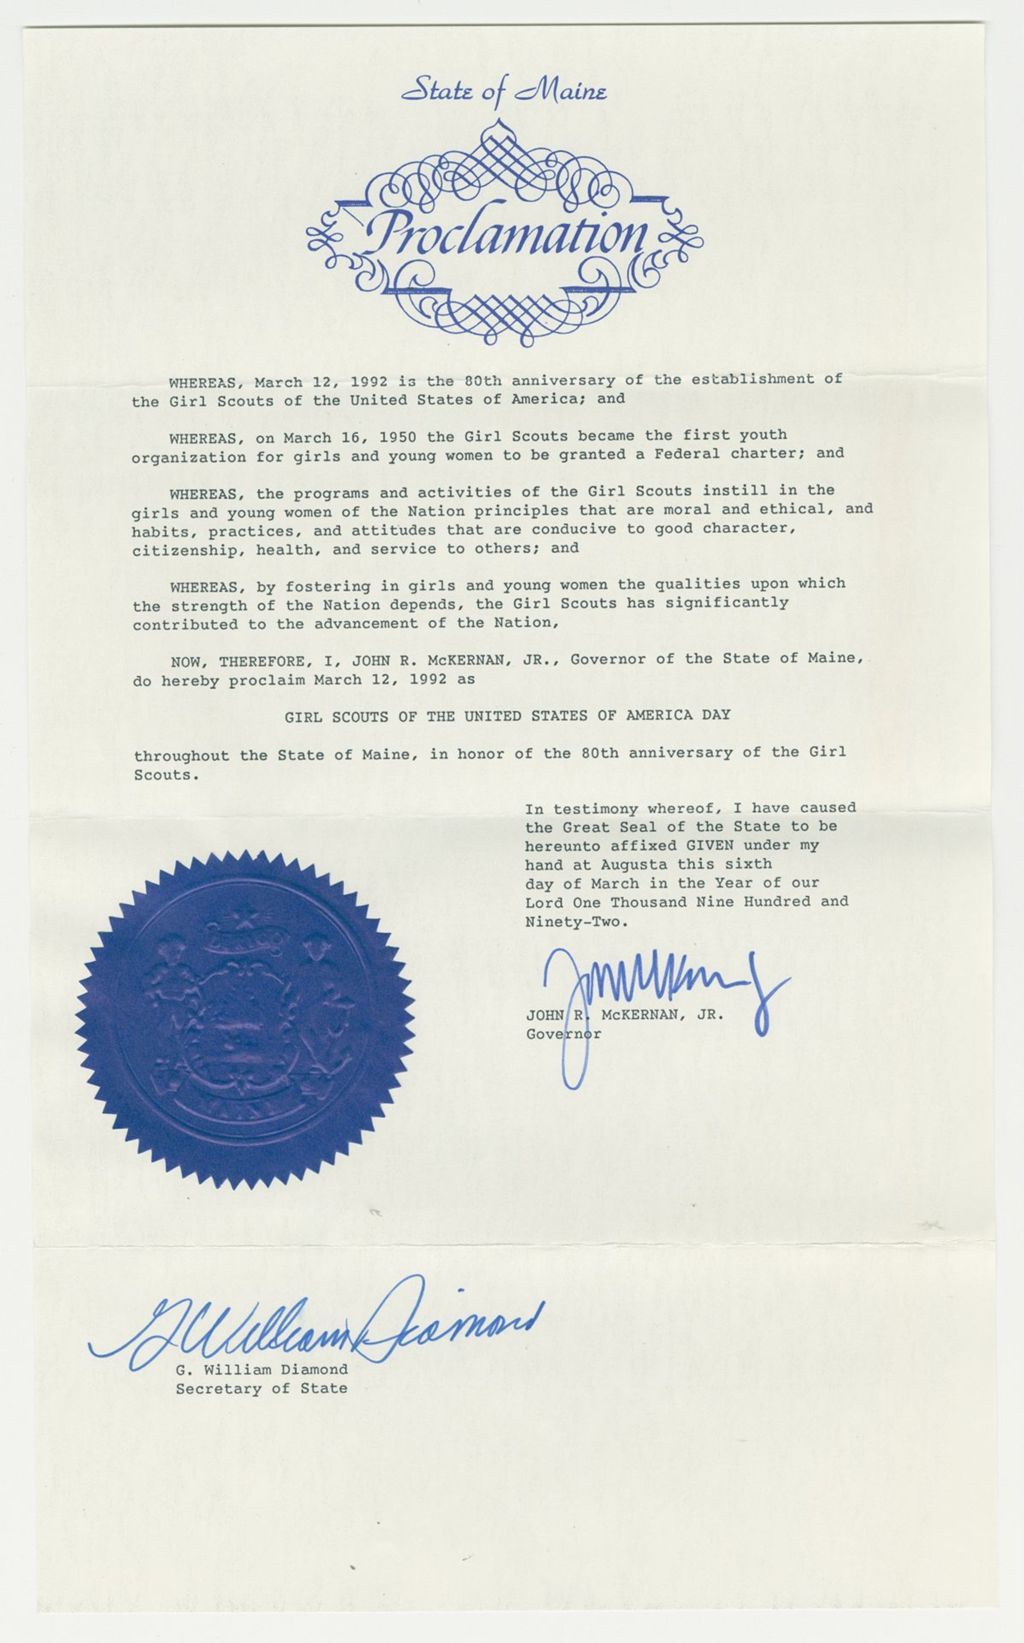 State of Maine
Proclamation
WHEREAS, March 12, 1992 is the 80th anniversary of the establishment of
the Girl Scouts of the United States of America; and
WHEREAS, on March 16, 1950 the Girl Scouts became the first youth
organization for girls and young women to be granted a Federal charter; and
WHEREAS, the programs and activities of the Girl Scouts instill in the
girls and young women of the Nation principles that are moral and ethical, and
habits, practices, and attitudes that are conducive to good character,
citizenship, health, and service to others; and
WHEREAS, by fostering in girls and young women the qualities upon which
the strength of the Nation depends, the Girl Scouts has significantly
contributed to the advancement of the Nation,
NOW, THEREFORE, I, JOHN R. McKERNAN, JR., Governor of the State of Maine,
do hereby proclaim March 12, 1992 as
GIRL SCOUTS OF THE UNITED STATES OF AMERICA DAY
throughout the State of Maine, in honor of the 80th anniversary of the Girl
Scouts.
In testimony whereof, I have caused
the Great Seal of the State to be
hereunto affixed GIVEN under my
hand at Augusta this sixth
day of March in the Year of our
Lord One Thousand Nine Hundred and
Ninety-Two.
JOHN R. McKERNAN, JR.
Governor
DIRIGO
MAINE
G William Diamond
G. William Diamond
Secretary of State